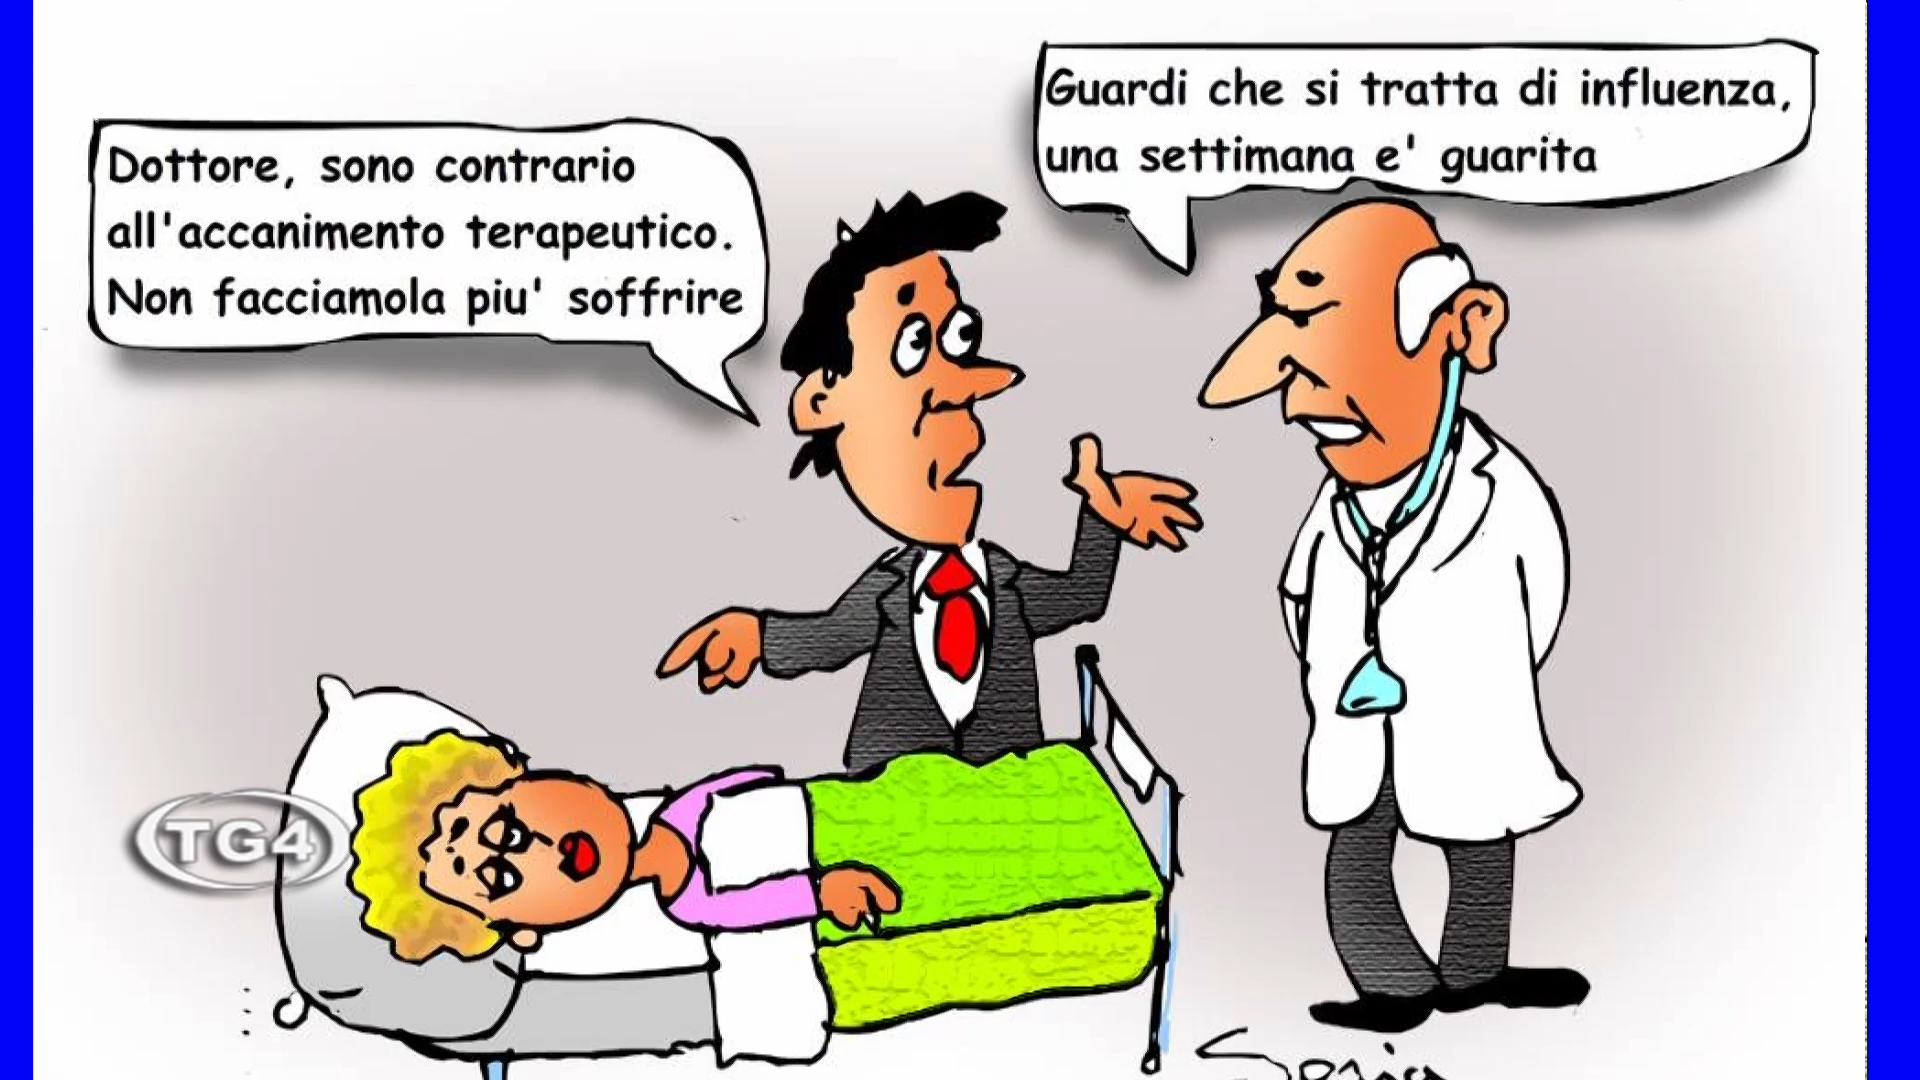 Dottore, sono contrario
all'accanimento terapeutico.
Non facciamola piu' soffrire
Guardi che si tratta di influenza,
una settimana e' guarita
TG4